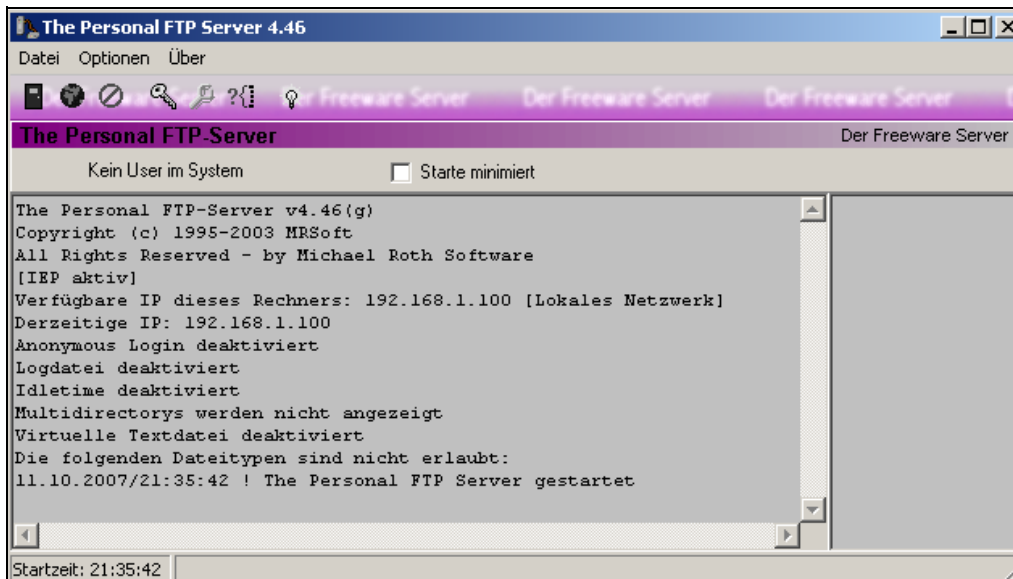 The Personal FTP Server 4.46
Datei Optionen Über
?{] Der Freeware Server Der Freeware Server Der Freeware Server
The Personal FTP-Server Der Freeware Server
Kein User im System Starte minimiert
The Personal FTP-Server v4.46(g)
Copyright (c) 1995-2003 MRSoft
All Rights Reserved - by Michael Roth Software
[IEP aktiv]
Verfügbare IP dieses Rechners: 192.168.1.100 [Lokales Netzwerk]
Derzeitige IP: 192.168.1.100
Anonymous Login deaktiviert
Logdatei deaktiviert
Idletime deaktiviert
Multidirectorys werden nicht angezeigt
Virtuelle Textdatei deaktiviert
Die folgenden Dateitypen sind nicht erlaubt:
11.10.2007/21:35:42 ! The Personal FTP Server gestartet
Startzeit: 21:35:42